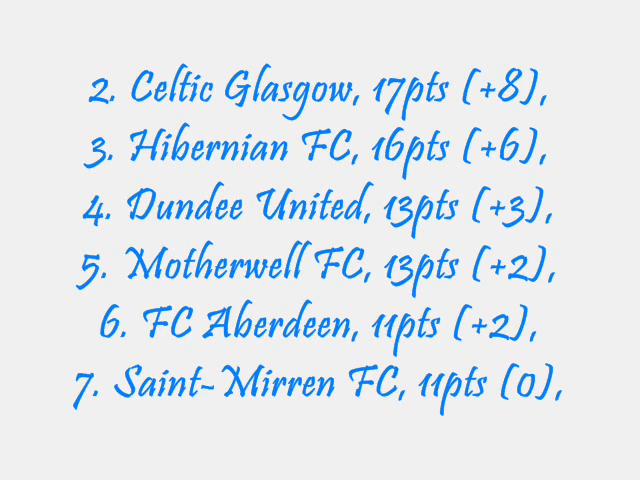 2. Celtic Glasgow, 17pts (+8),
3. Hibernian FC, 16pts (+6),
4. Dundee United, 13pts (+3),
5. Motherwell FC, 13pts (+2),
6. FC Aberdeen, 11pts (+2),
7. Saint-Mirren FC, 11pts (0),